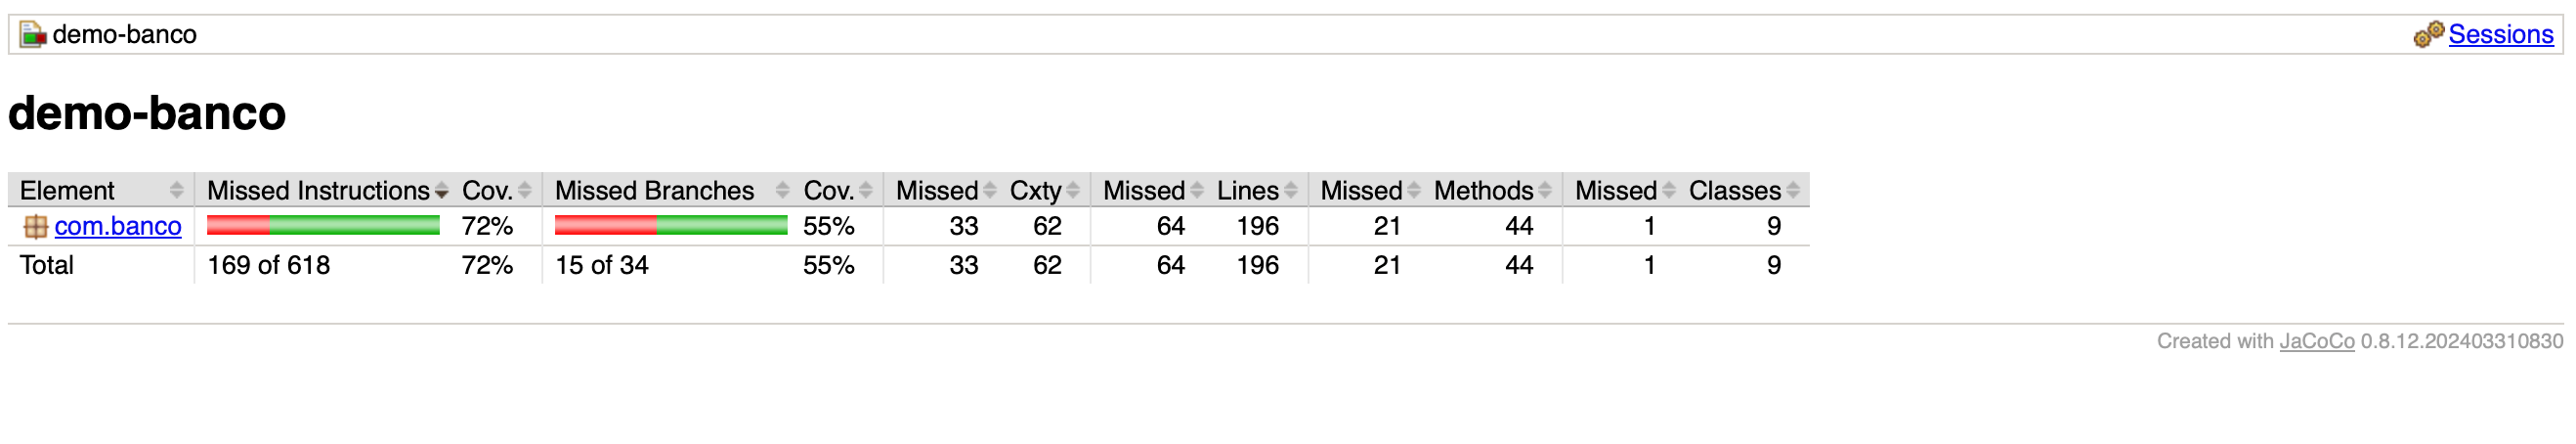 demo-banco Sessions
demo-banco
Element Missed Instructions Cov. Missed Branches Cov. Missed Cxty Missed Lines Missed Methods Missed Classes
com.banco 72% 55% 33 62 64 196 21 44 1 9
Total 169 of 618 72% 15 of 34 55% 33 62 64 196 21 44 1 9
Created with JaCoCo 0.8.12.202403310830